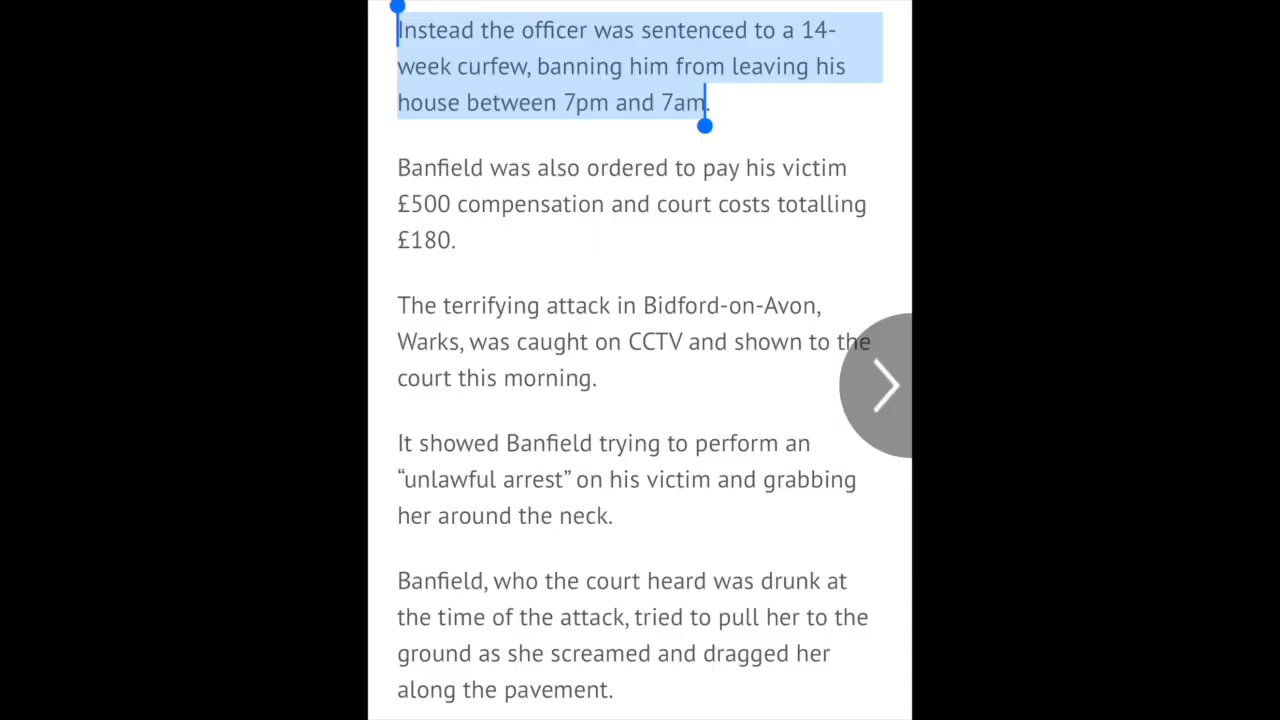 Instead the officer was sentenced to a 14-
week curfew, banning him from leaving his
house between 7pm and 7am.
Banfield was also ordered to pay his victim
£500 compensation and court costs totalling
£180.
The terrifying attack in Bidford-on-Avon,
Warks, was caught on CCTV and shown to the
court this morning.
It showed Banfield trying to perform an
“unlawful arrest” on his victim and grabbing
her around the neck.
Banfield, who the court heard was drunk at
the time of the attack, tried to pull her to the
ground as she screamed and dragged her
along the pavement.